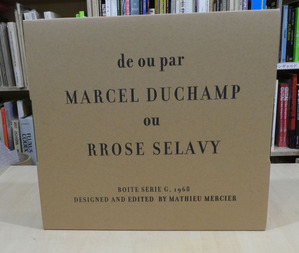 de ou par
MARCEL DUCHAMP
ou
RROSE SELAVY
BOITE SERIE G, 1968
DESIGNED AND EDITED BY MATHIEU MERCIER